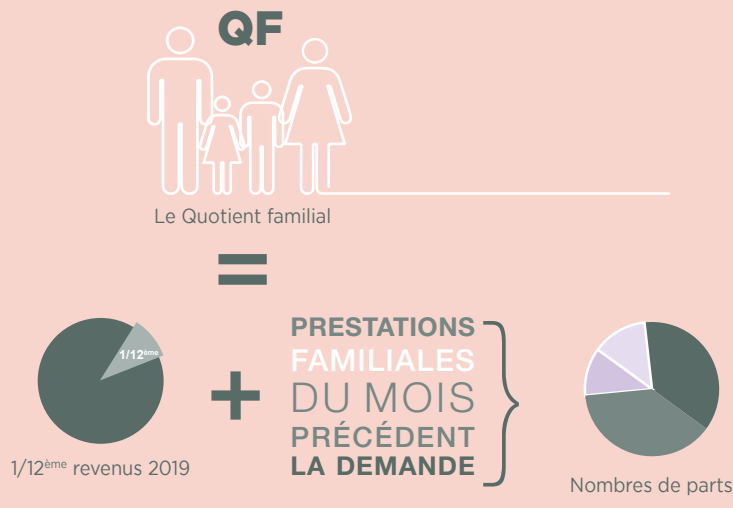 QF
Le Quotient familial
=
1/12ème
+
PRESTATIONS
FAMILIALES
DU MOIS
PRÉCÉDENT
LA DEMANDE
1/12ème revenus 2019
Nombres de parts